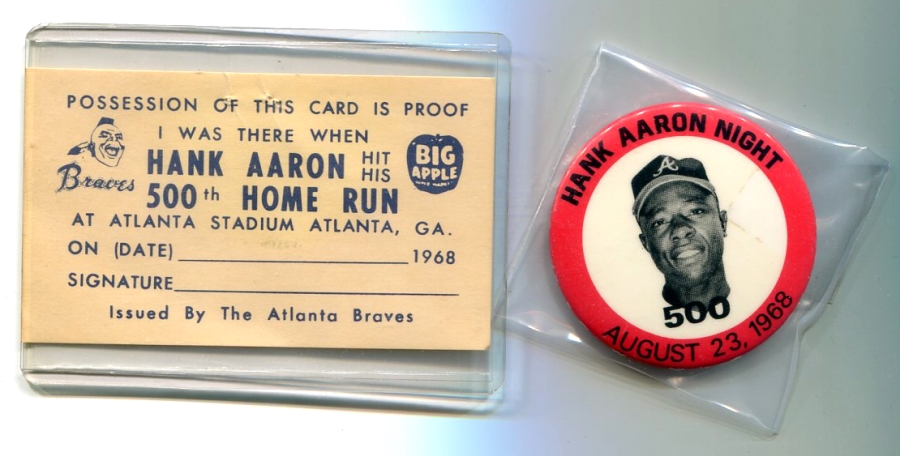 POSSESSION OF THIS CARD IS PROOF
I WAS THERE WHEN
Braves
HANK AARON HIT HIS
500th HOME RUN
BIG
APPLE
AT ATLANTA STADIUM ATLANTA, GA.
ON (DATE) 1968
SIGNATURE
Issued By The Atlanta Braves
HANK AARON NIGHT
A
500
AUGUST 23, 1968